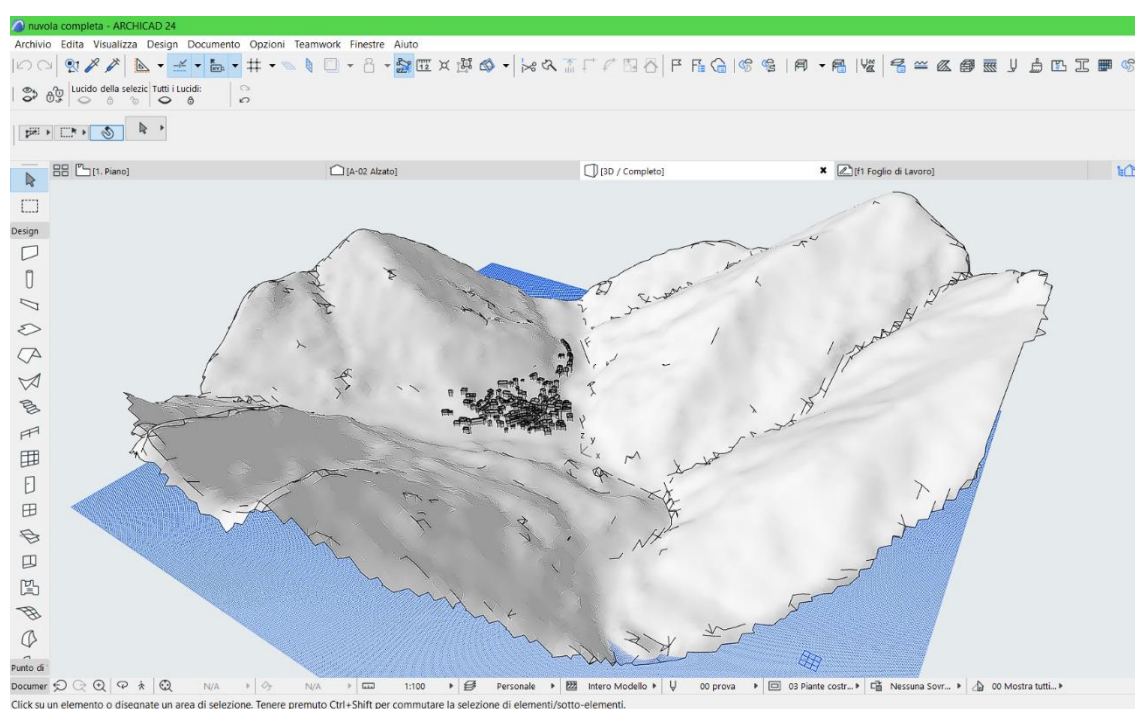 nuvola completa - ARCHICAD 24
Archivio Edita Visualizza Design Documento Opzioni Teamwork Finestre Aiuto
Lucido della selezic Tutti i Lucidi:
[1. Piano] [A-02 Alzato] [3D / Completo] [f1 Foglio di Lavoro]
Design
z y
x
Punto di
Documer N/A N/A 1:100 Personale Intero Modello 00 prova 03 Piante costr... Nessuna Sovr... 00 Mostra tutti...
Click su un elemento o disegnate un area di selezione. Tenere premuto Ctrl+Shift per commutare la selezione di elementi/sotto-elementi.